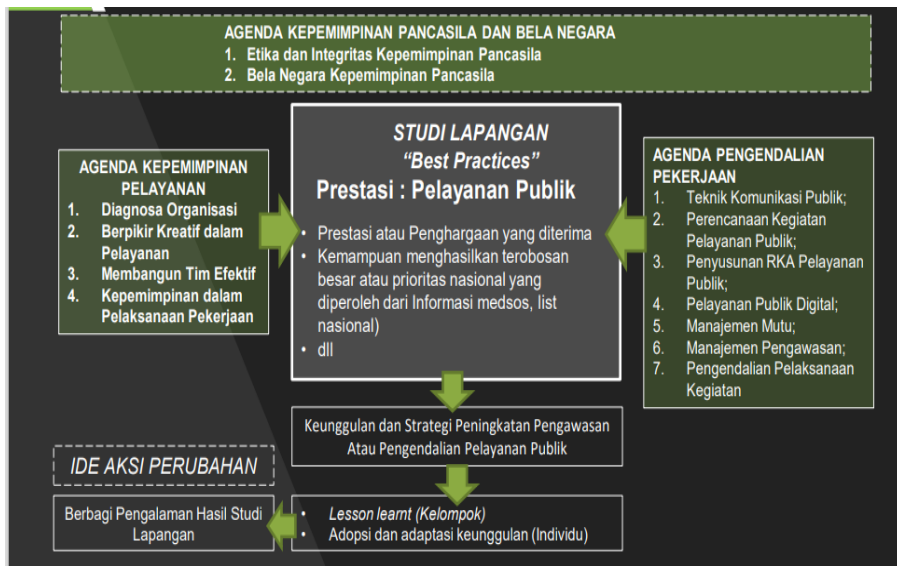 AGENDA KEPEMIMPINAN PANCASILA DAN BELA NEGARA
1. Etika dan Integritas Kepemimpinan Pancasila
2. Bela Negara Kepemimpinan Pancasila
AGENDA KEPEMIMPINAN
PELAYANAN
1. Diagnosa Organisasi
2. Berpikir Kreatif dalam
Pelayanan
3. Membangun Tim Efektif
4. Kepemimpinan dalam
Pelaksanaan Pekerjaan
STUDI LAPANGAN
“Best Practices”
Prestasi : Pelayanan Publik
• Prestasi atau Penghargaan yang diterima
• Kemampuan menghasilkan terobosan
besar atau prioritas nasional yang
diperoleh dari Informasi medsos, list
nasional)
• dll
AGENDA PENGENDALIAN
PEKERJAAN
1. Teknik Komunikasi Publik;
2. Perencanaan Kegiatan
Pelayanan Publik;
3. Penyusunan RKA Pelayanan
Publik;
4. Pelayanan Publik Digital;
5. Manajemen Mutu;
6. Manajemen Pengawasan;
7. Pengendalian Pelaksanaan
Kegiatan
Keunggulan dan Strategi Peningkatan Pengawasan
Atau Pengendalian Pelayanan Publik
• Lesson learnt (Kelompok)
• Adopsi dan adaptasi keunggulan (Individu)
IDE AKSI PERUBAHAN
Berbagi Pengalaman Hasil Studi
Lapangan